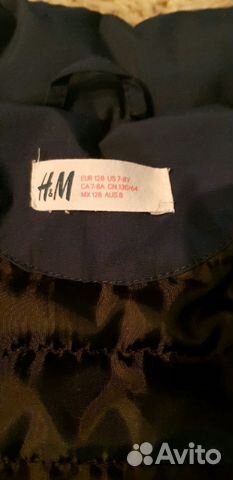 H&M
EUR 128 US 7-8Y
CA 7-8A CN 130/64
MX 128 AUS 8
Avito